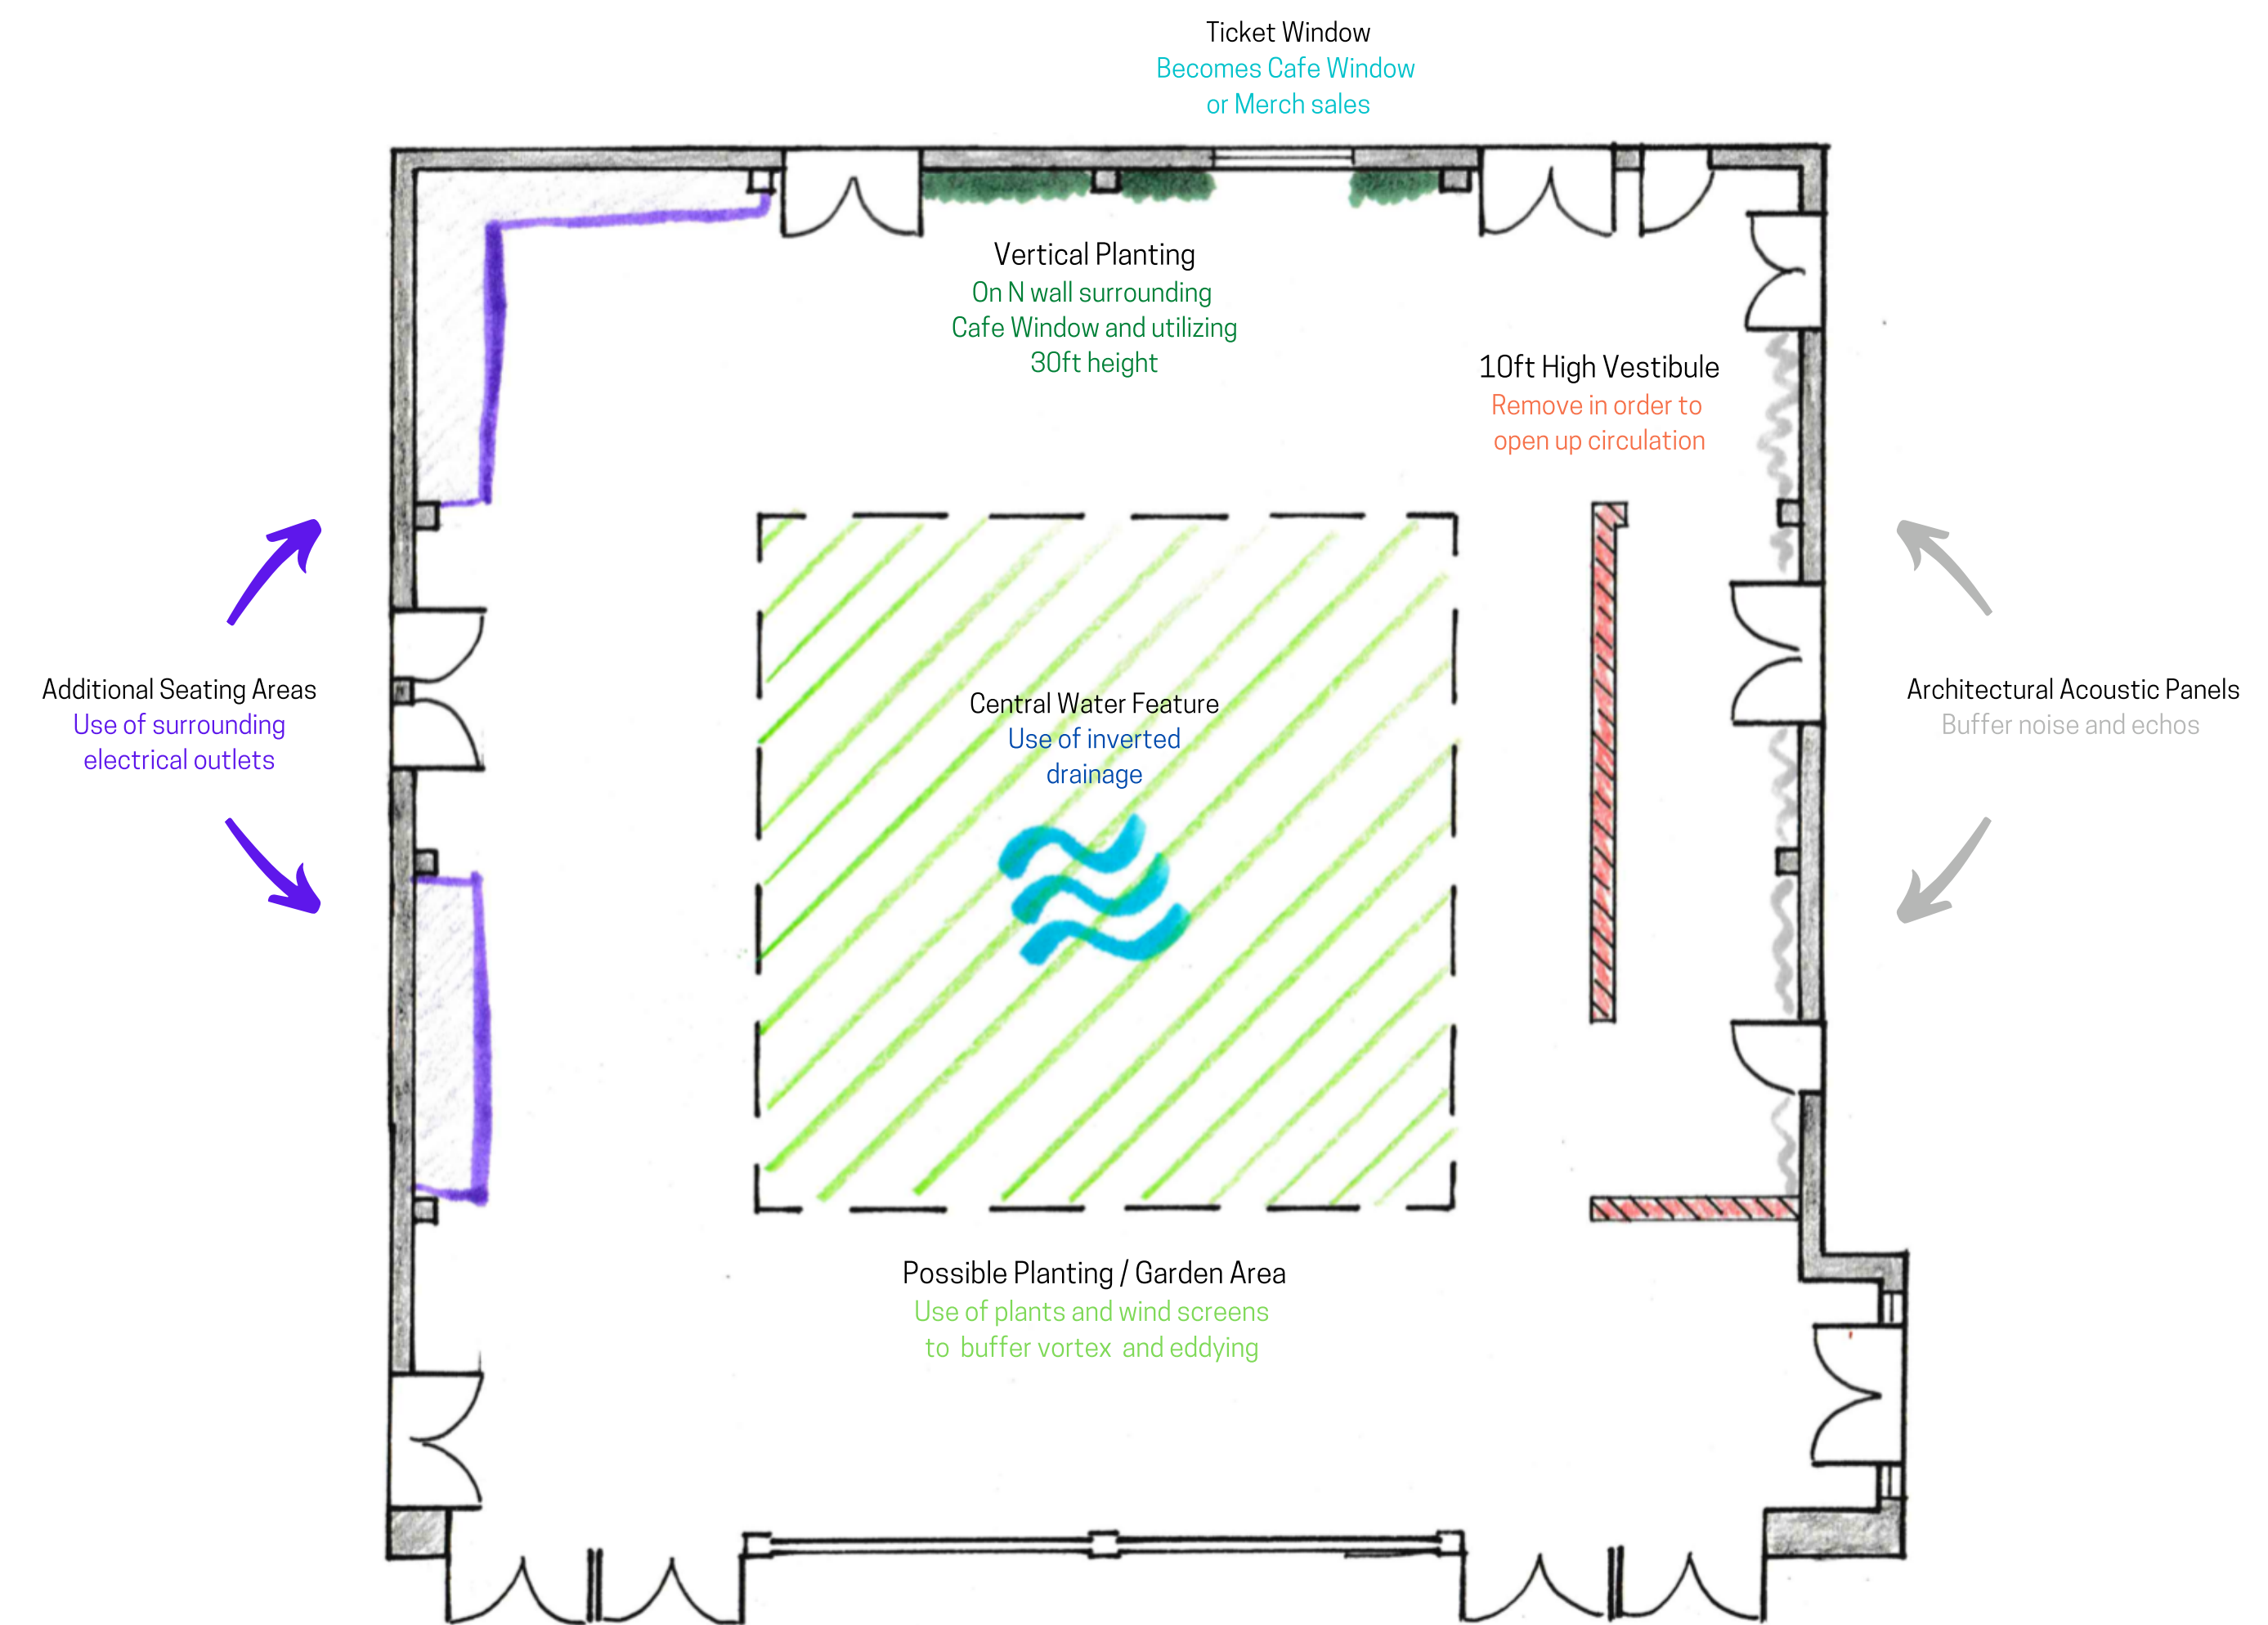 Ticket Window
Becomes Cafe Window
or Merch sales
Vertical Planting
On N wall surrounding
Cafe Window and utilizing
30ft height
10ft High Vestibule
Remove in order to
open up circulation
Additional Seating Areas
Use of surrounding
electrical outlets
Central Water Feature
Use of inverted
drainage
Architectural Acoustic Panels
Buffer noise and echos
Possible Planting / Garden Area
Use of plants and wind screens
to buffer vortex and eddying